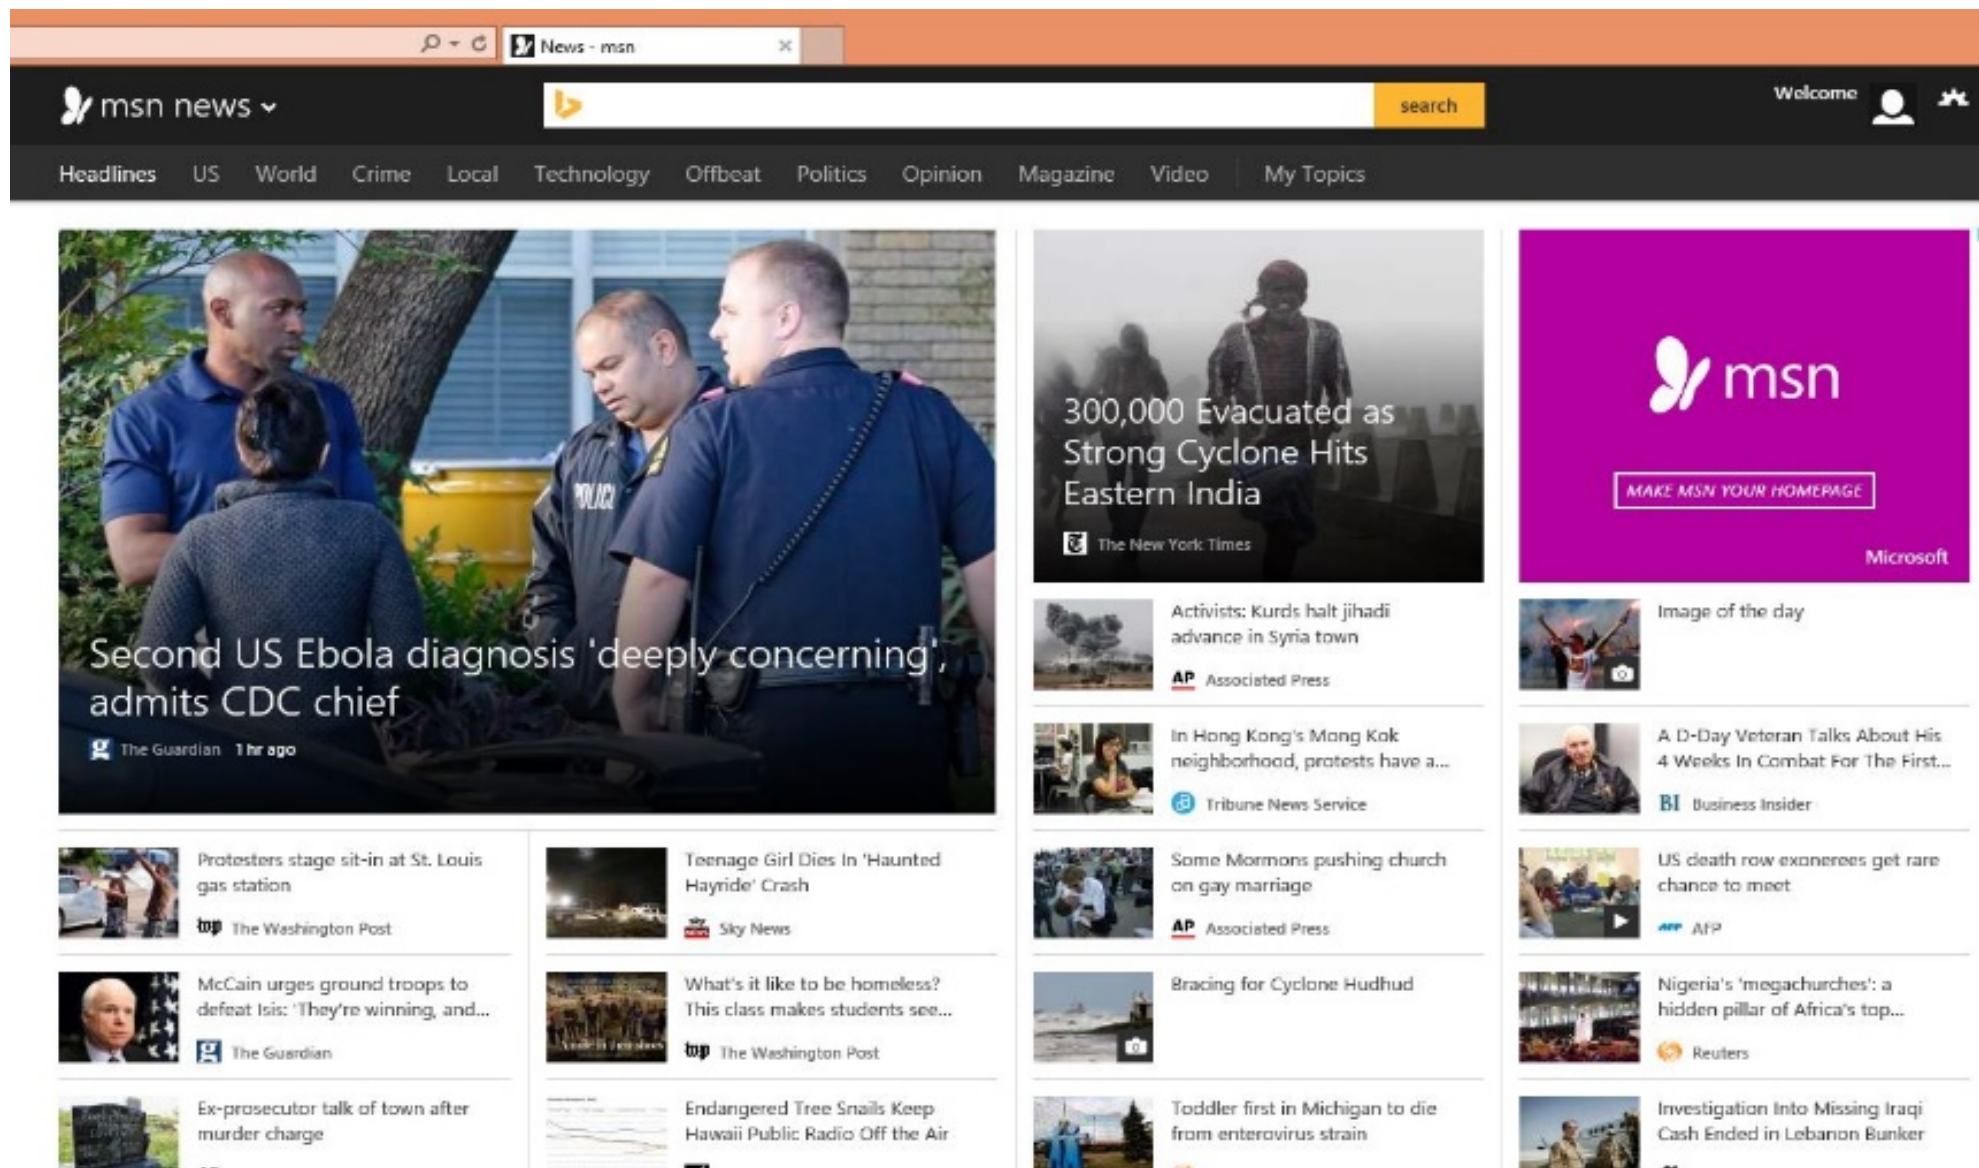 News - msn
msn news
search
Welcome
Headlines
US
World
Crime
Local
Technology
Offbeat
Politics
Opinion
Magazine
Video
My Topics
POLICE
Second US Ebola diagnosis 'deeply concerning',
admits CDC chief
g The Guardian 1 hr ago
300,000 Evacuated as
Strong Cyclone Hits
Eastern India
The New York Times
msn
MAKE MSN YOUR HOMEPAGE
Microsoft
Activists: Kurds halt jihadi
advance in Syria town
AP Associated Press
Image of the day
In Hong Kong's Mong Kok
neighborhood, protests have a...
Tribune News Service
A D-Day Veteran Talks About His
4 Weeks In Combat For The First...
BI Business Insider
Protesters stage sit-in at St. Louis
gas station
wp The Washington Post
Teenage Girl Dies In 'Haunted
Hayride' Crash
sky news Sky News
Some Mormons pushing church
on gay marriage
AP Associated Press
US death row exonerees get rare
chance to meet
AFP AFP
McCain urges ground troops to
defeat Isis: 'They're winning, and...
g The Guardian
What's it like to be homeless?
This class makes students see...
wp The Washington Post
Bracing for Cyclone Hudhud
Nigeria's 'megachurches': a
hidden pillar of Africa's top...
Reuters
Ex-prosecutor talk of town after
murder charge
Endangered Tree Snails Keep
Hawaii Public Radio Off the Air
Toddler first in Michigan to die
from enterovirus strain
Investigation Into Missing Iraqi
Cash Ended in Lebanon Bunker